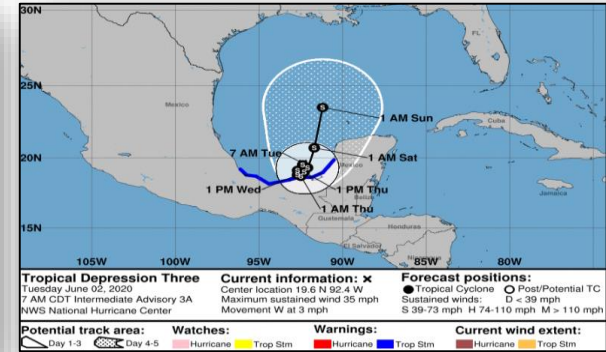 30N
25N
20N
15N
105W
100W
95W
90W
85W
80W
FL
Mexico
Cuba
Jamaica
Mexico
Belize
Guatemala
Honduras
El Salvador
Nicaragua
S
1 AM Sun
S
7 AM Tue
1 AM Sat
1 PM Wed
1 PM Thu
1 AM Thu
Tropical Depression Three
Tuesday June 02, 2020
7 AM CDT Intermediate Advisory 3A
NWS National Hurricane Center
Current information: x
Center location 19.6 N 92.4 W
Maximum sustained wind 35 mph
Movement W at 3 mph
Forecast positions:
Tropical Cyclone Post/Potential TC
Sustained winds: D < 39 mph
S 39-73 mph H 74-110 mph M > 110 mph
Potential track area:
Day 1-3 Day 4-5
Watches:
Hurricane Trop Stm
Warnings:
Hurricane Trop Stm
Current wind extent:
Hurricane Trop Stm